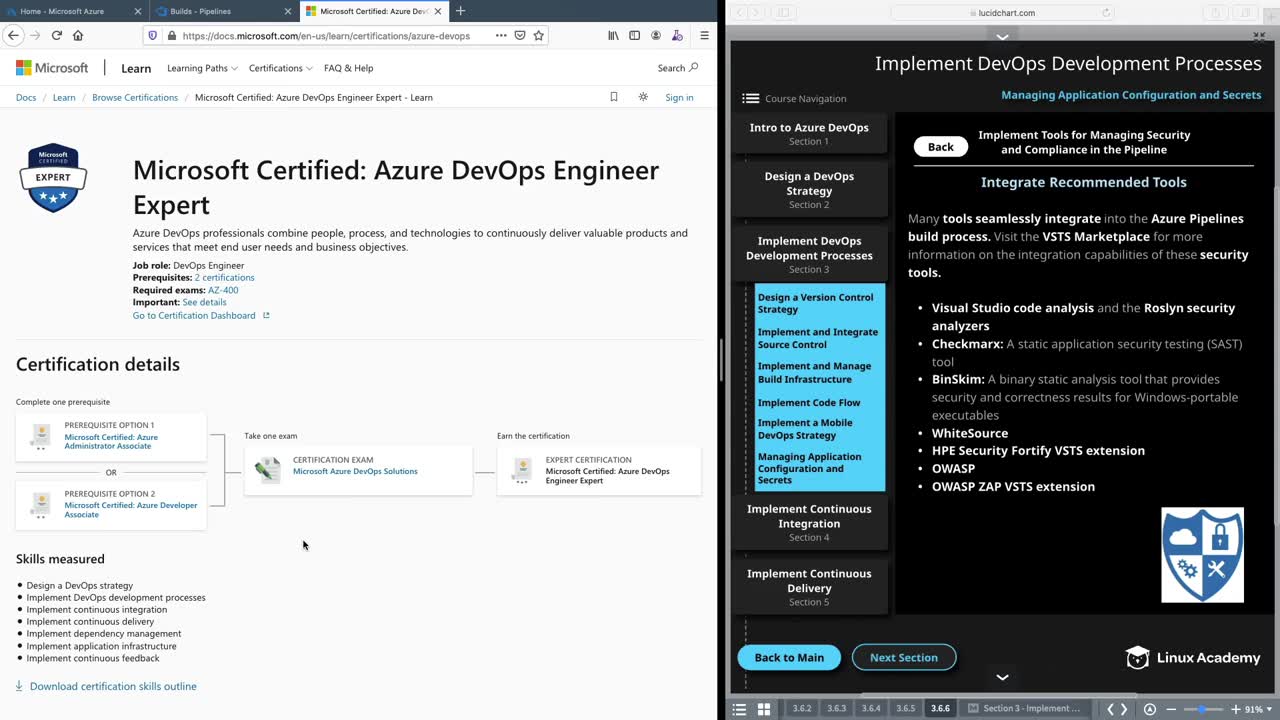 Home - Microsoft Azure
Builds - Pipelines
Microsoft Certified: Azure Dev
https://docs.microsoft.com/en-us/learn/certifications/azure-devops
Microsoft
Learn
Learning Paths
Certifications
FAQ & Help
Search
Docs / Learn / Browse Certifications / Microsoft Certified: Azure DevOps Engineer Expert - Learn
Sign in
Microsoft
CERTIFIED
EXPERT
Microsoft Certified: Azure DevOps Engineer
Expert
Azure DevOps professionals combine people, process, and technologies to continuously deliver valuable products and
services that meet end user needs and business objectives.
Job role: DevOps Engineer
Prerequisites: 2 certifications
Required exams: AZ-400
Important: See details
Go to Certification Dashboard
Certification details
Complete one prerequisite
PREREQUISITE OPTION 1
Microsoft Certified: Azure
Administrator Associate
OR
PREREQUISITE OPTION 2
Microsoft Certified: Azure Developer
Associate
Take one exam
CERTIFICATION EXAM
Microsoft Azure DevOps Solutions
Earn the certification
EXPERT CERTIFICATION
Microsoft Certified: Azure DevOps
Engineer Expert
Skills measured
• Design a DevOps strategy
• Implement DevOps development processes
• Implement continuous integration
• Implement continuous delivery
• Implement dependency management
• Implement application infrastructure
• Implement continuous feedback
Download certification skills outline
lucidchart.com
Implement DevOps Development Processes
Course Navigation
Managing Application Configuration and Secrets
Intro to Azure DevOps
Section 1
Design a DevOps
Strategy
Section 2
Implement DevOps
Development Processes
Section 3
Design a Version Control
Strategy
Implement and Integrate
Source Control
Implement and Manage
Build Infrastructure
Implement Code Flow
Implement a Mobile
DevOps Strategy
Managing Application
Configuration and
Secrets
Implement Continuous
Integration
Section 4
Implement Continuous
Delivery
Section 5
Back
Implement Tools for Managing Security
and Compliance in the Pipeline
Integrate Recommended Tools
Many tools seamlessly integrate into the Azure Pipelines
build process. Visit the VSTS Marketplace for more
information on the integration capabilities of these security
tools.
• Visual Studio code analysis and the Roslyn security
analyzers
• Checkmarx: A static application security testing (SAST)
tool
• BinSkim: A binary static analysis tool that provides
security and correctness results for Windows-portable
executables
• WhiteSource
• HPE Security Fortify VSTS extension
• OWASP
• OWASP ZAP VSTS extension
Back to Main
Next Section
Linux Academy
3.6.2
3.6.3
3.6.4
3.6.5
3.6.6
Section 3 - Implement ...
91%